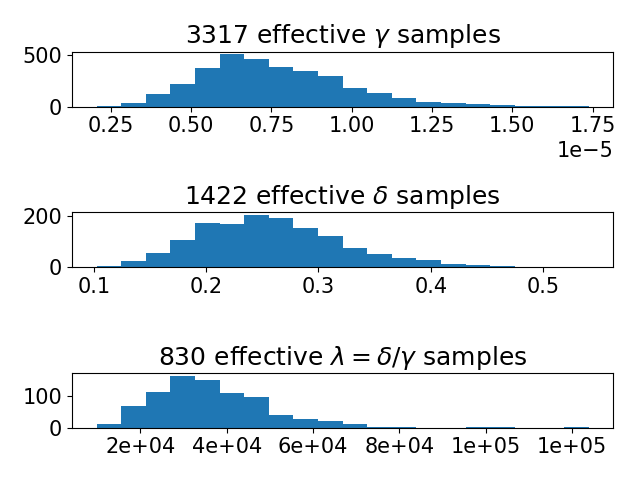 3317 effective γ samples
500
0
0.25 0.50 0.75 1.00 1.25 1.50 1.75
1e−5
1422 effective δ samples
200
0
0.1 0.2 0.3 0.4 0.5
830 effective λ = δ/γ samples
100
0
2e+04 4e+04 6e+04 8e+04 1e+05 1e+05